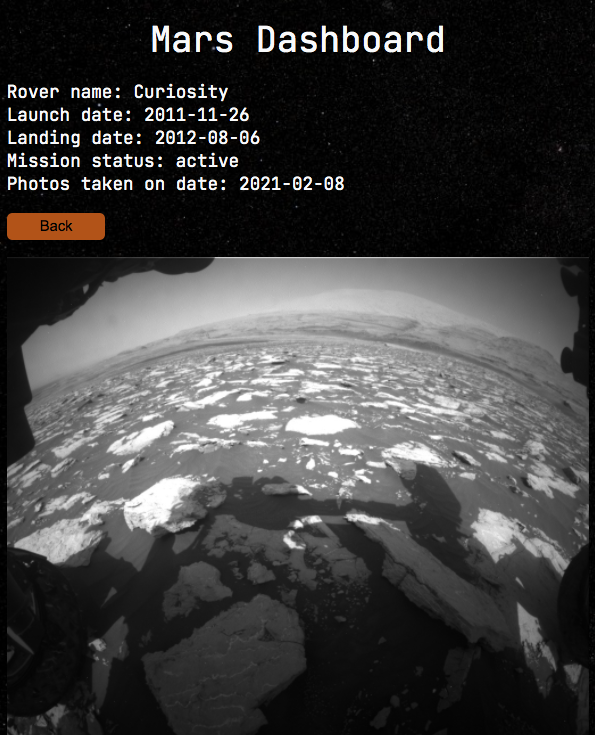 Mars Dashboard
Rover name: Curiosity
Launch date: 2011-11-26
Landing date: 2012-08-06
Mission status: active
Photos taken on date: 2021-02-08
Back